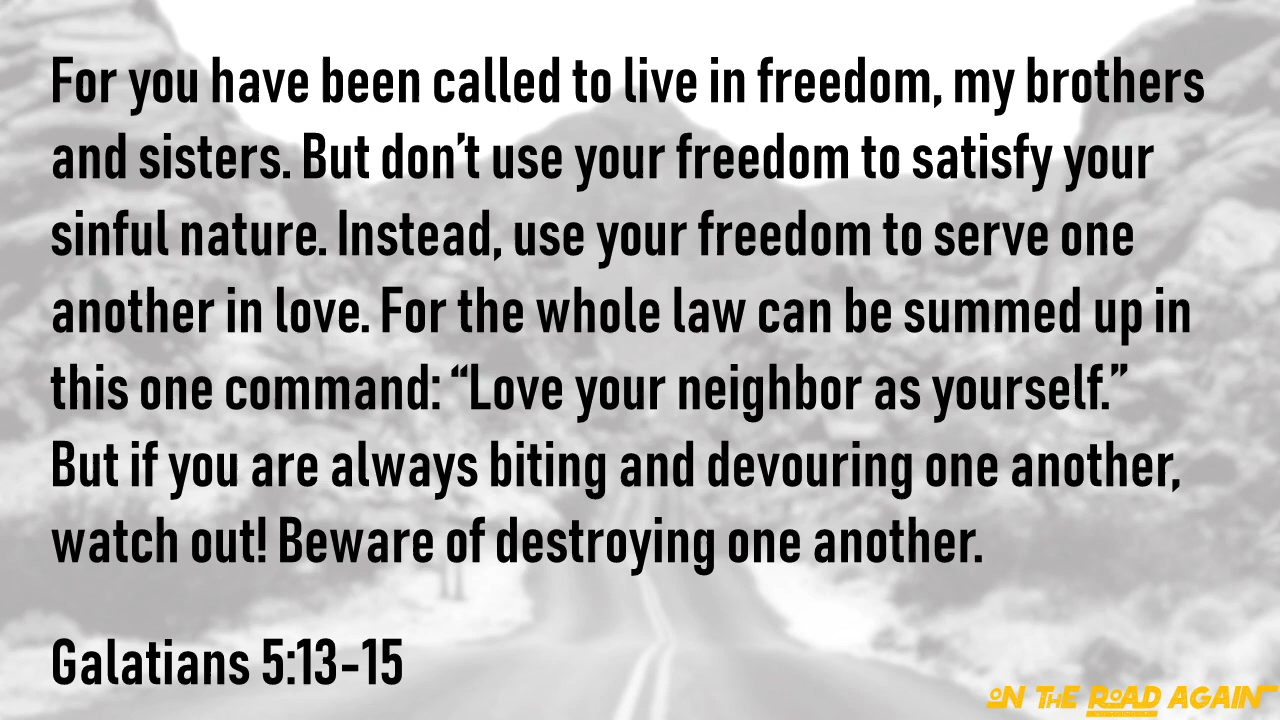 For you have been called to live in freedom, my brothers
and sisters. But don’t use your freedom to satisfy your
sinful nature. Instead, use your freedom to serve one
another in love. For the whole law can be summed up in
this one command: “Love your neighbor as yourself.”
But if you are always biting and devouring one another,
watch out! Beware of destroying one another.
Galatians 5:13-15
ON THE ROAD AGAIN